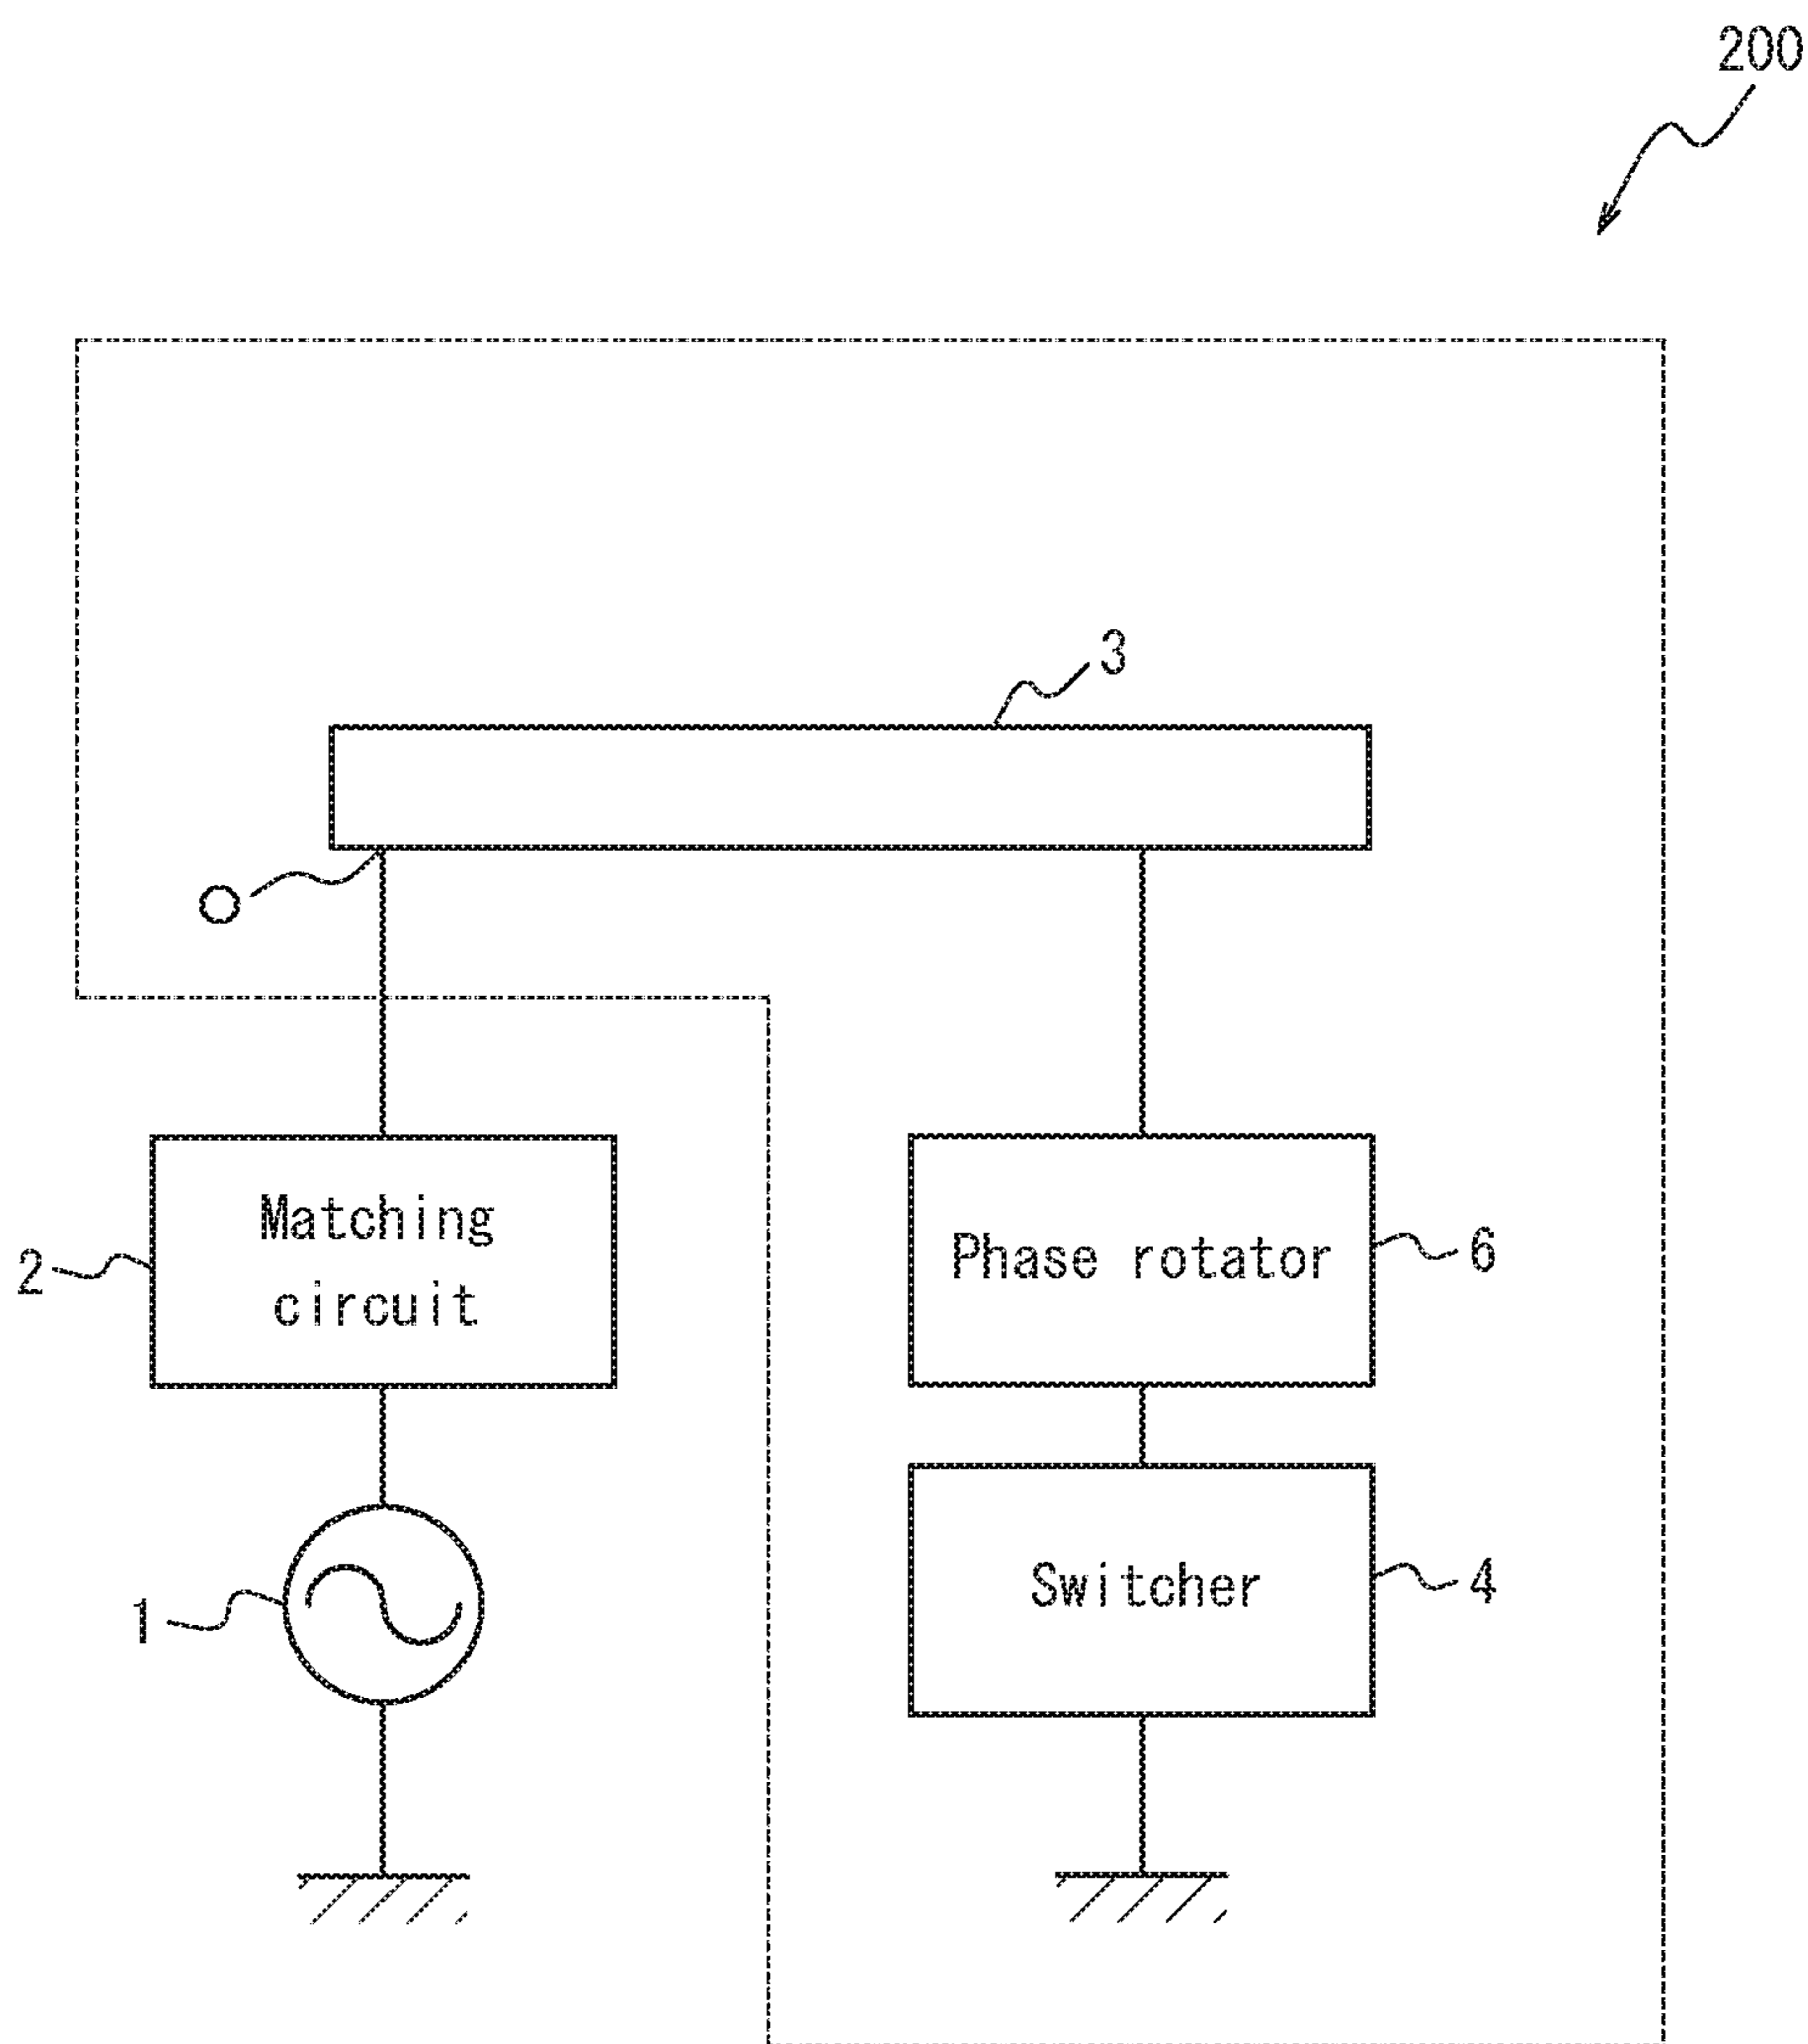 200
3
O
Matching
circuit
2
Phase rotator
6
1
Switcher
4